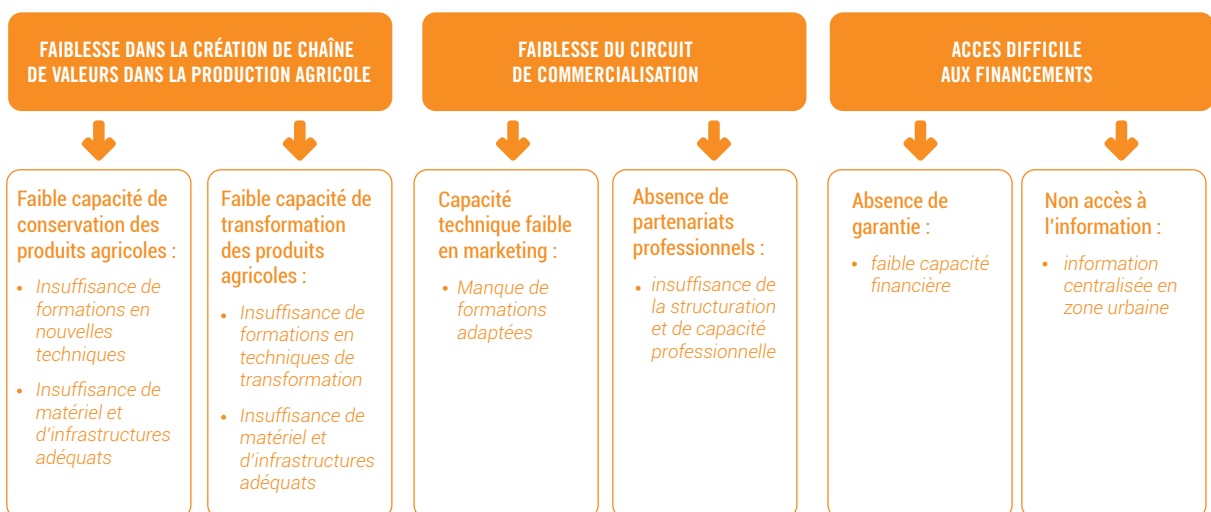 FAIBLESSE DANS LA CRÉATION DE CHAÎNE
DE VALEURS DANS LA PRODUCTION AGRICOLE
Faible capacité de
conservation des
produits agricoles :
• Insuffisance de
formations en
nouvelles
techniques
• Insuffisance de
matériel et
d'infrastructures
adéquats
Faible capacité de
transformation
des produits
agricoles :
• Insuffisance de
formations en
techniques de
transformation
• Insuffisance de
matériel et
d'infrastructures
adéquats
FAIBLESSE DU CIRCUIT
DE COMMERCIALISATION
Capacité
technique faible
en marketing :
• Manque de
formations
adaptées
Absence de
partenariats
professionnels :
• insuffisance de
la structuration
et de capacité
professionnelle
ACCES DIFFICILE
AUX FINANCEMENTS
Absence de
garantie :
• faible capacité
financière
Non accès à
l'information :
• information
centralisée en
zone urbaine